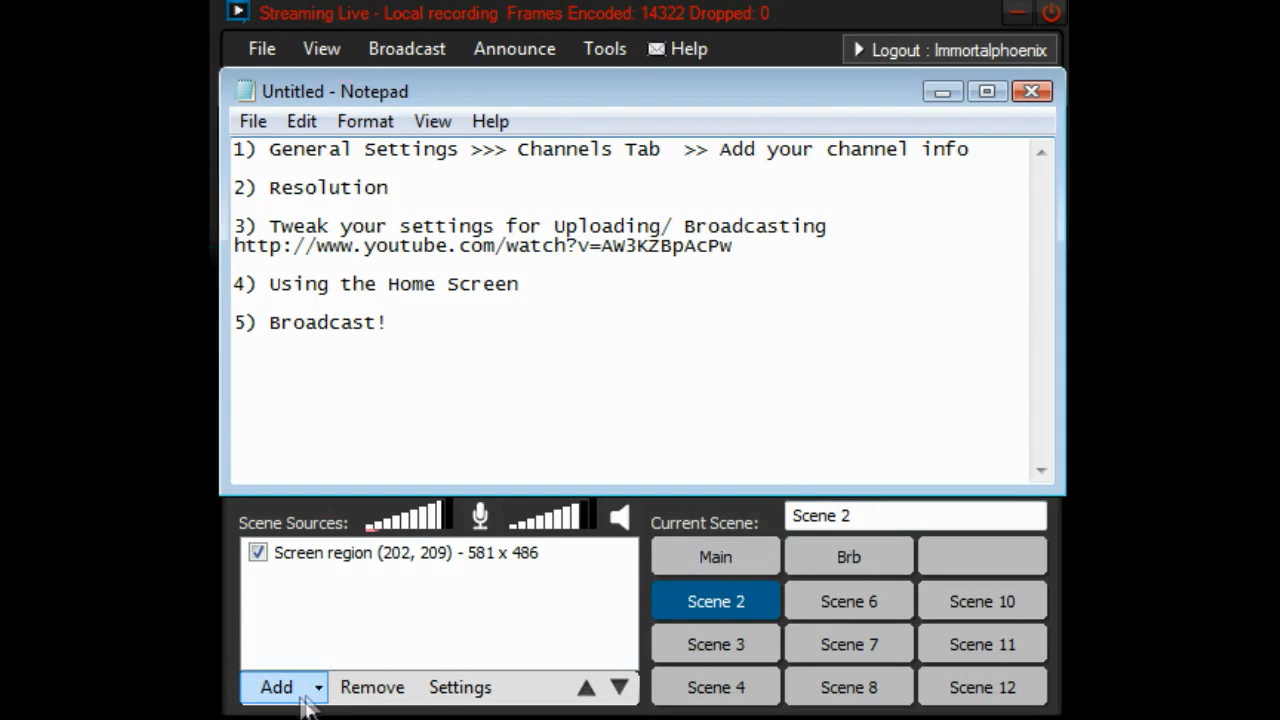 Streaming Live - Local recording Frames Encoded: 14322 Dropped: 0
File View Broadcast Announce Tools Help Logout : Immortalphoenix
Untitled - Notepad
File Edit Format View Help
1) General Settings >>> Channels Tab >> Add your channel info
2) Resolution
3) Tweak your settings for Uploading/ Broadcasting
http://www.youtube.com/watch?v=AW3KZBpAcPw
4) Using the Home Screen
5) Broadcast!
Scene Sources: Current Scene: Scene 2
Screen region (202, 209) - 581 x 486
Main Brb
Scene 2 Scene 6 Scene 10
Scene 3 Scene 7 Scene 11
Add Remove Settings Scene 4 Scene 8 Scene 12